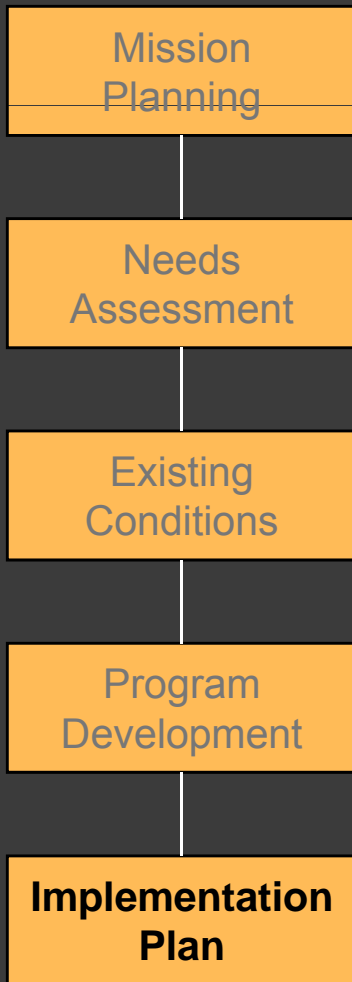 Mission
Planning
Needs
Assessment
Existing
Conditions
Program
Development
Implementation
Plan